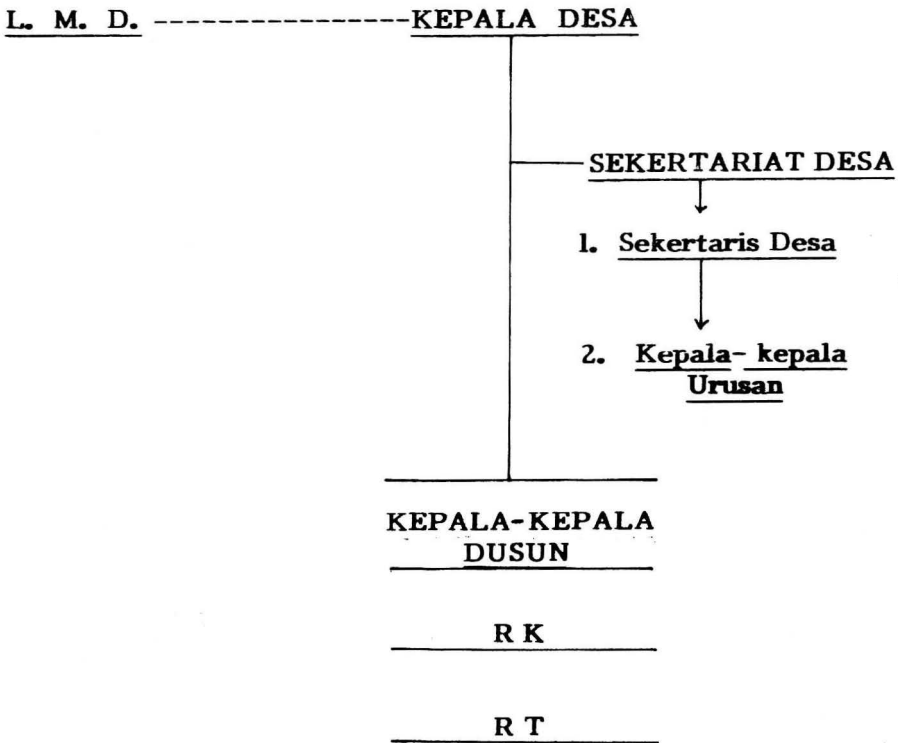 L. M. D. ----------------KEPALA DESA
SEKERTARIAT DESA
1. Sekertaris Desa
2. Kepala- kepala
Urusan
KEPALA-KEPALA
DUSUN
R K
R T